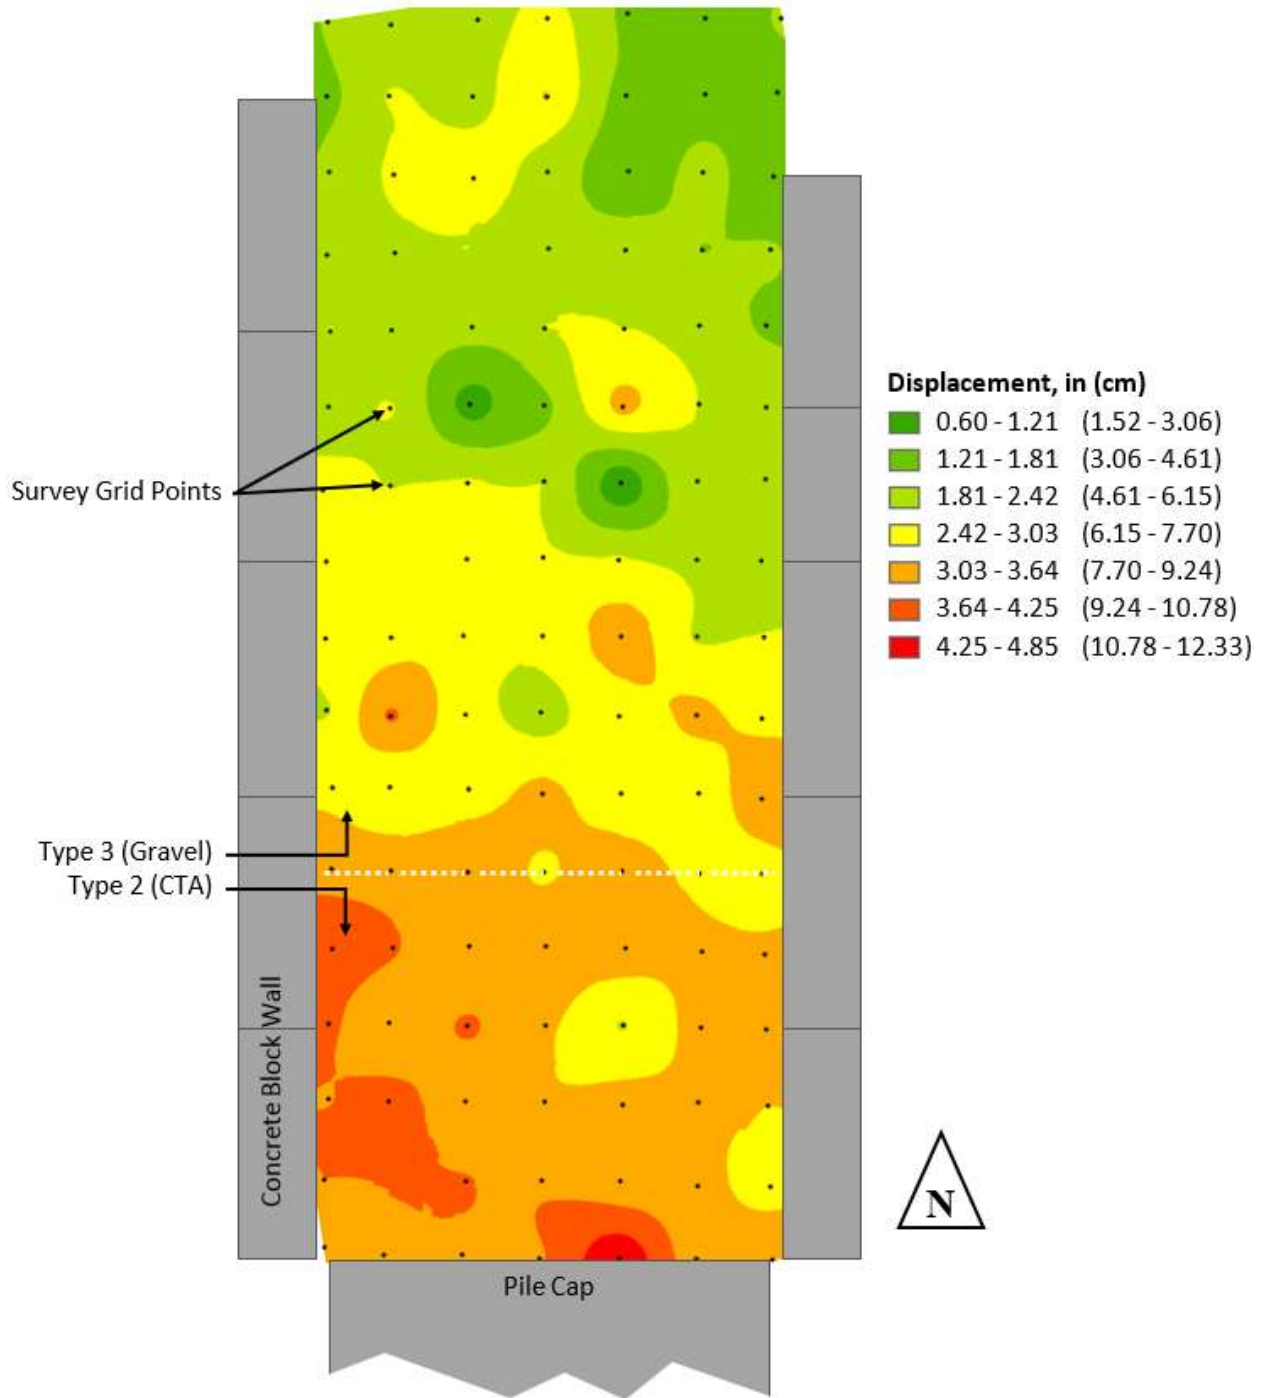 Survey Grid Points
Type 3 (Gravel)
Type 2 (CTA)
Concrete Block Wall
Pile Cap
Displacement, in (cm)
0.60 - 1.21 (1.52 - 3.06)
1.21 - 1.81 (3.06 - 4.61)
1.81 - 2.42 (4.61 - 6.15)
2.42 - 3.03 (6.15 - 7.70)
3.03 - 3.64 (7.70 - 9.24)
3.64 - 4.25 (9.24 - 10.78)
4.25 - 4.85 (10.78 - 12.33)
N